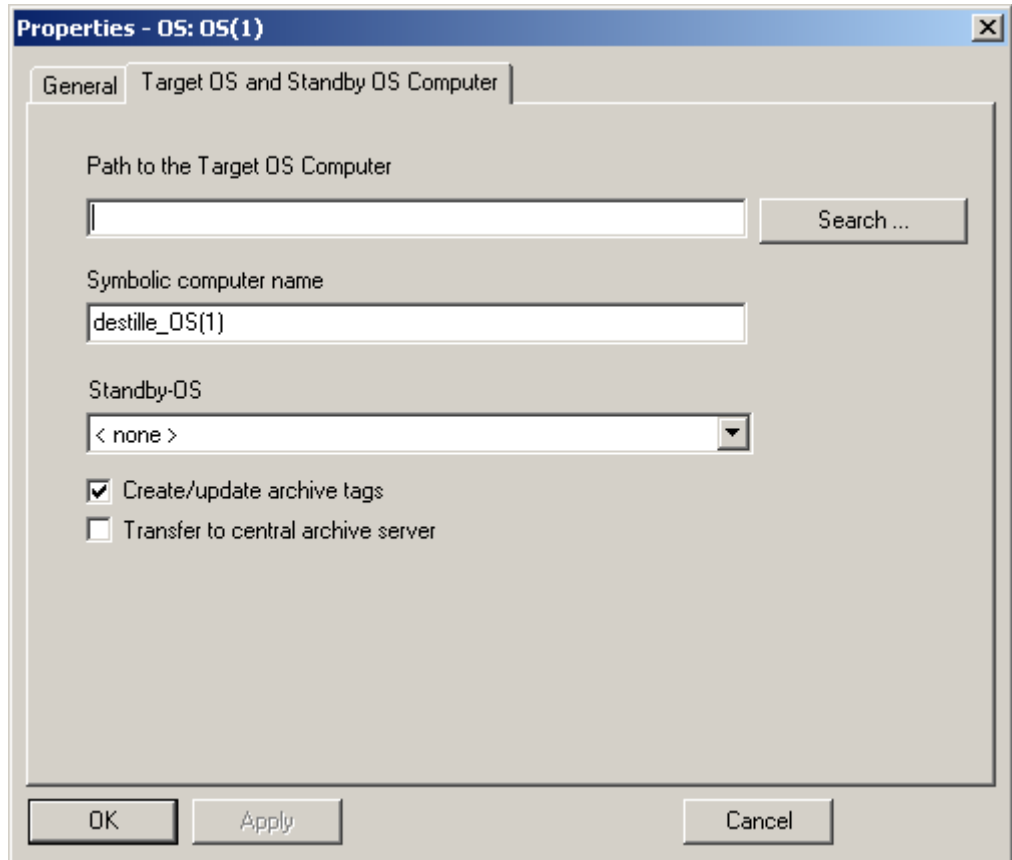 Properties - OS: OS(1)
General
Target OS and Standby OS Computer
Path to the Target OS Computer
Search ...
Symbolic computer name
destille_OS(1)
Standby-OS
< none >
Create/update archive tags
Transfer to central archive server
OK
Apply
Cancel